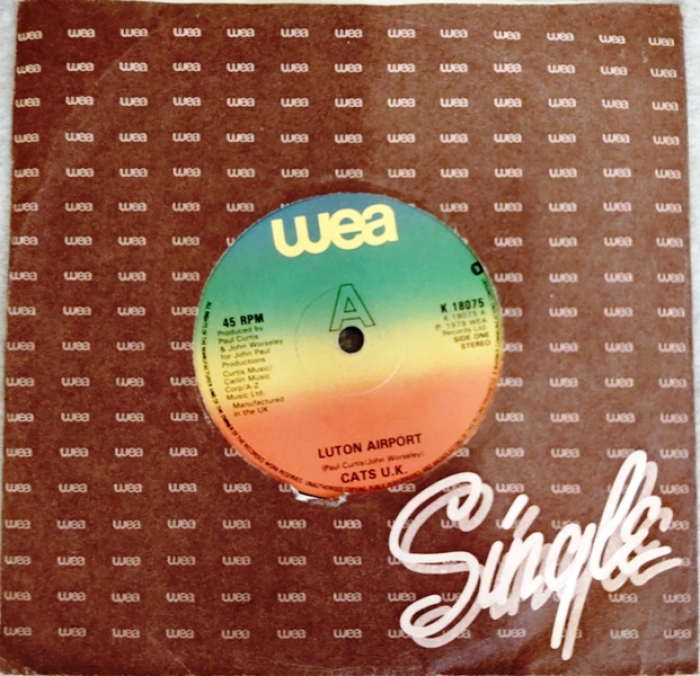 wea
A
45 RPM
Produced by
Paul Curtis
& John Worseley
for John Paul
Productions
Curtis Music/
Carlin Music
Corp/A-Z
Music Ltd.
Manufactured
in the UK
K 18075
K 18075 A
℗ 1979 WEA
Records Ltd.
SIDE ONE
STEREO
LUTON AIRPORT
(Paul Curtis/John Worseley)
CATS U.K.
Single